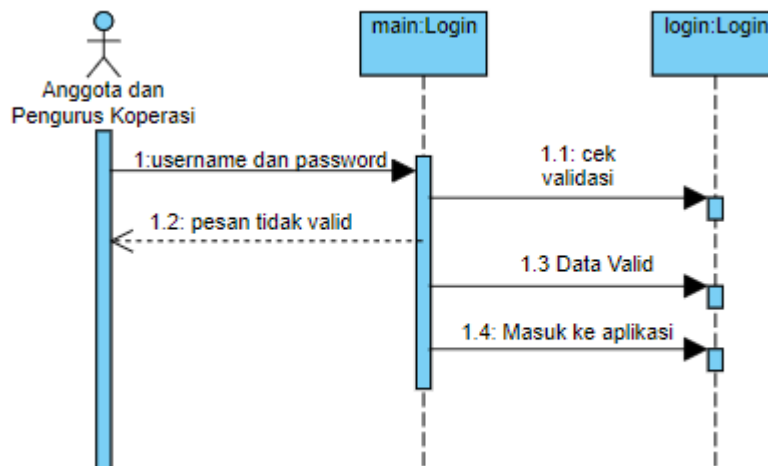 main:Login
login:Login
Anggota dan
Pengurus Koperasi
1:username dan password
1.1: cek
validasi
1.2: pesan tidak valid
1.3 Data Valid
1.4: Masuk ke aplikasi